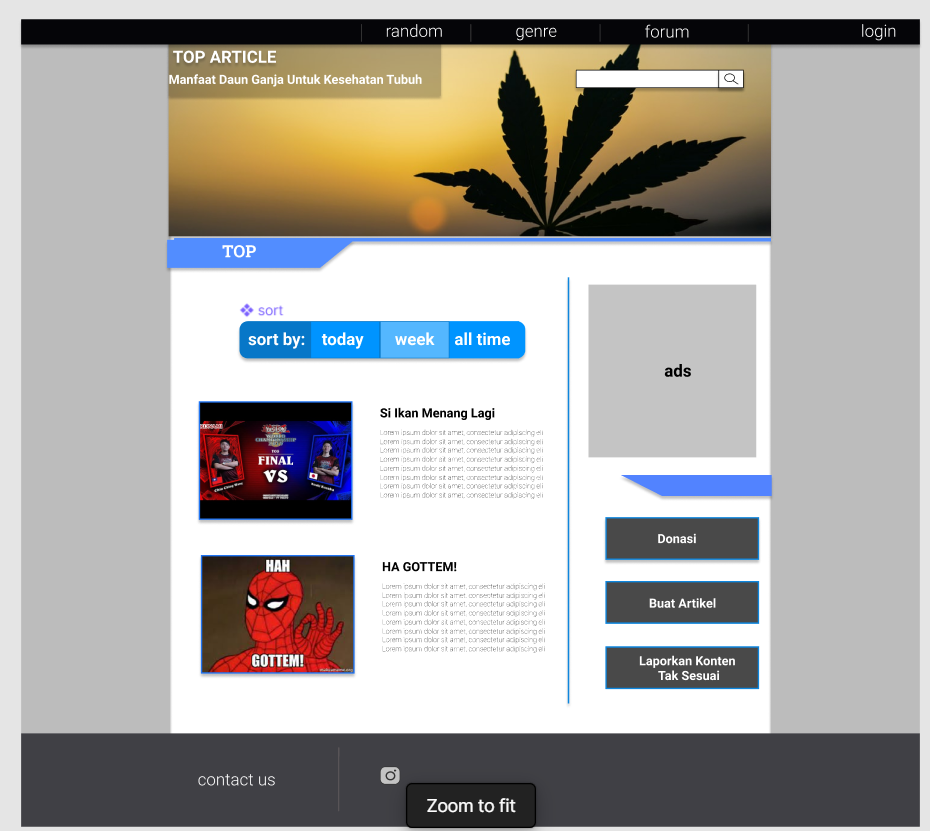 random genre forum login
TOP ARTICLE
Manfaat Daun Ganja Untuk Kesehatan Tubuh
TOP
sort
sort by: today week all time
ads
KONAMI
FINAL
VS
Si Ikan Menang Lagi
Lorem ipsum dolor sit amet, consectetur adipiscing eli
Lorem ipsum dolor sit amet, consectetur adipiscing eli
Lorem ipsum dolor sit amet, consectetur adipiscing eli
Lorem ipsum dolor sit amet, consectetur adipiscing eli
Lorem ipsum dolor sit amet, consectetur adipiscing eli
Lorem ipsum dolor sit amet, consectetur adipiscing eli
Lorem ipsum dolor sit amet, consectetur adipiscing eli
Lorem ipsum dolor sit amet, consectetur adipiscing eli
HAH
GOTTEM!
HA GOTTEM!
Lorem ipsum dolor sit amet, consectetur adipiscing eli
Lorem ipsum dolor sit amet, consectetur adipiscing eli
Lorem ipsum dolor sit amet, consectetur adipiscing eli
Lorem ipsum dolor sit amet, consectetur adipiscing eli
Lorem ipsum dolor sit amet, consectetur adipiscing eli
Lorem ipsum dolor sit amet, consectetur adipiscing eli
Lorem ipsum dolor sit amet, consectetur adipiscing eli
Lorem ipsum dolor sit amet, consectetur adipiscing eli
Donasi
Buat Artikel
Laporkan Konten
Tak Sesuai
contact us
Zoom to fit